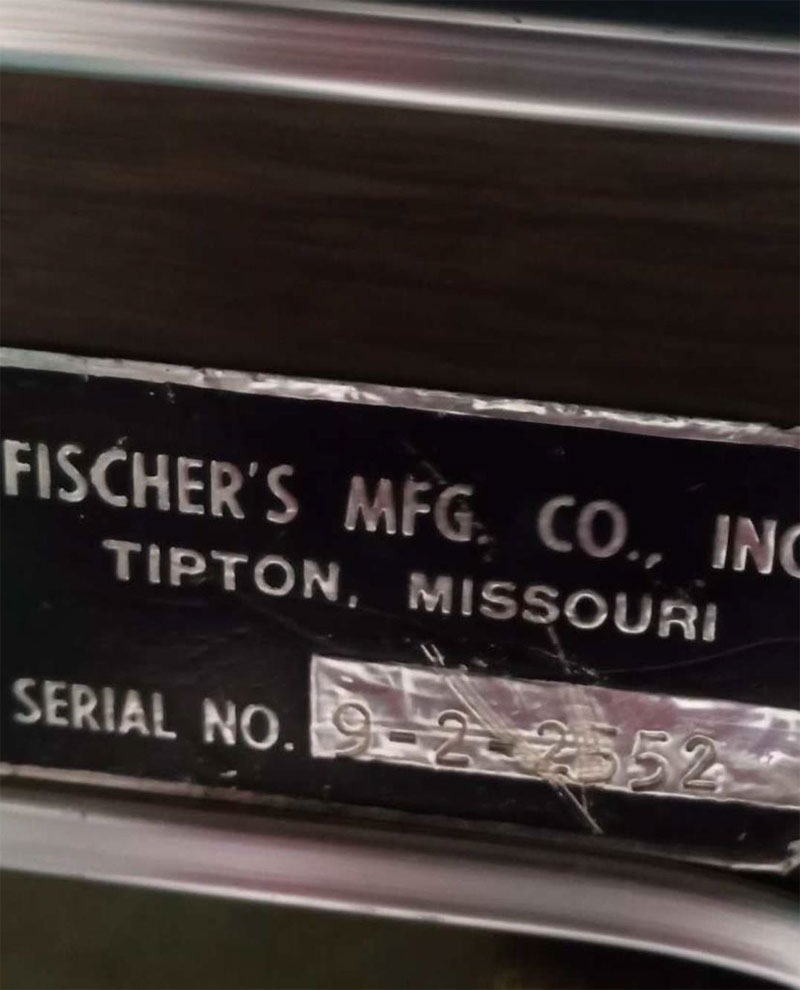 FISCHER'S MFG. CO., INC
TIPTON, MISSOURI
SERIAL NO. 9-2-2552